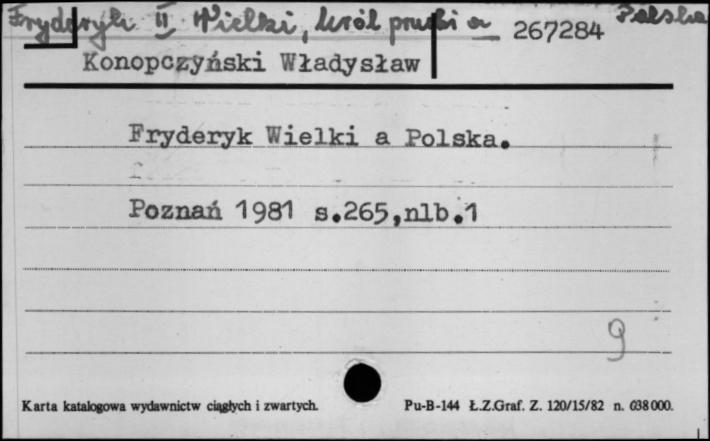 Fryderyk II Wielki, król pruski a Polska
267284
Konopczyński Władysław
Fryderyk Wielki a Polska.
Poznań 1981 s.265,nlb.1
9
Karta katalogowa wydawnictw ciągłych i zwartych.
Pu-B-144 Ł.Z.Graf. Z. 120/15/82 n. 638000.